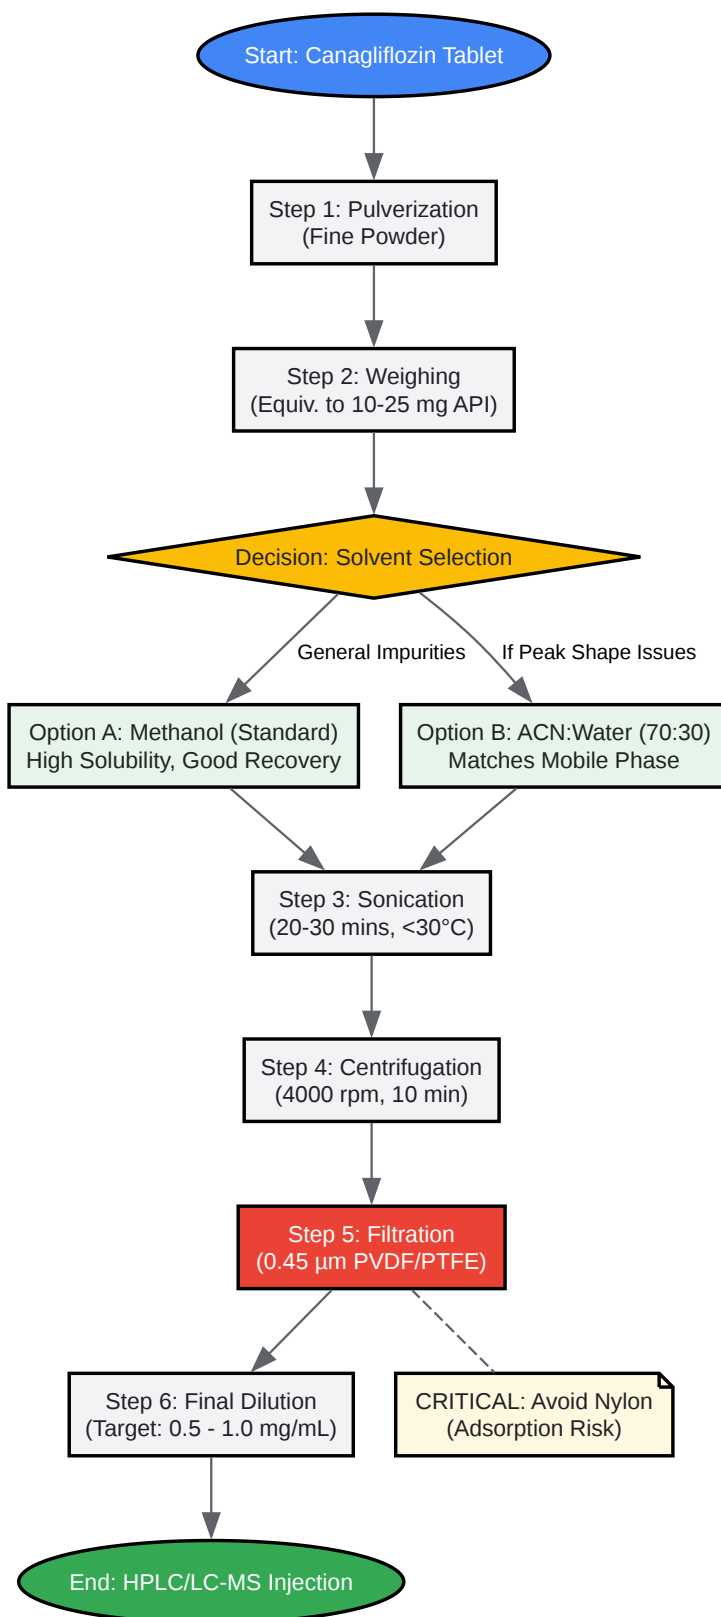 Start: Canagliflozin Tablet
Step 1: Pulverization
(Fine Powder)
Step 2: Weighing
(Equiv. to 10-25 mg API)
Decision: Solvent Selection
General Impurities
If Peak Shape Issues
Option A: Methanol (Standard)
High Solubility, Good Recovery
Option B: ACN:Water (70:30)
Matches Mobile Phase
Step 3: Sonication
(20-30 mins, <30°C)
Step 4: Centrifugation
(4000 rpm, 10 min)
Step 5: Filtration
(0.45 µm PVDF/PTFE)
Step 6: Final Dilution
(Target: 0.5 - 1.0 mg/mL)
CRITICAL: Avoid Nylon
(Adsorption Risk)
End: HPLC/LC-MS Injection